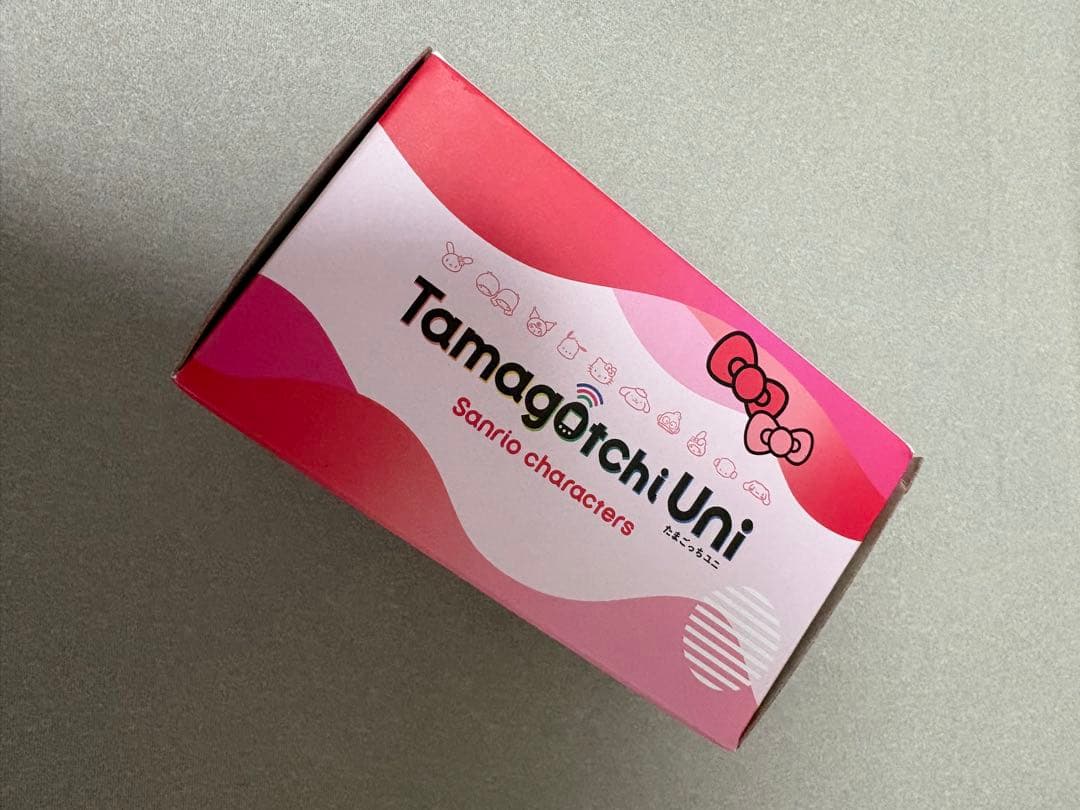 Tamagotchi Uni
たまごっちユニ
Sanrio characters